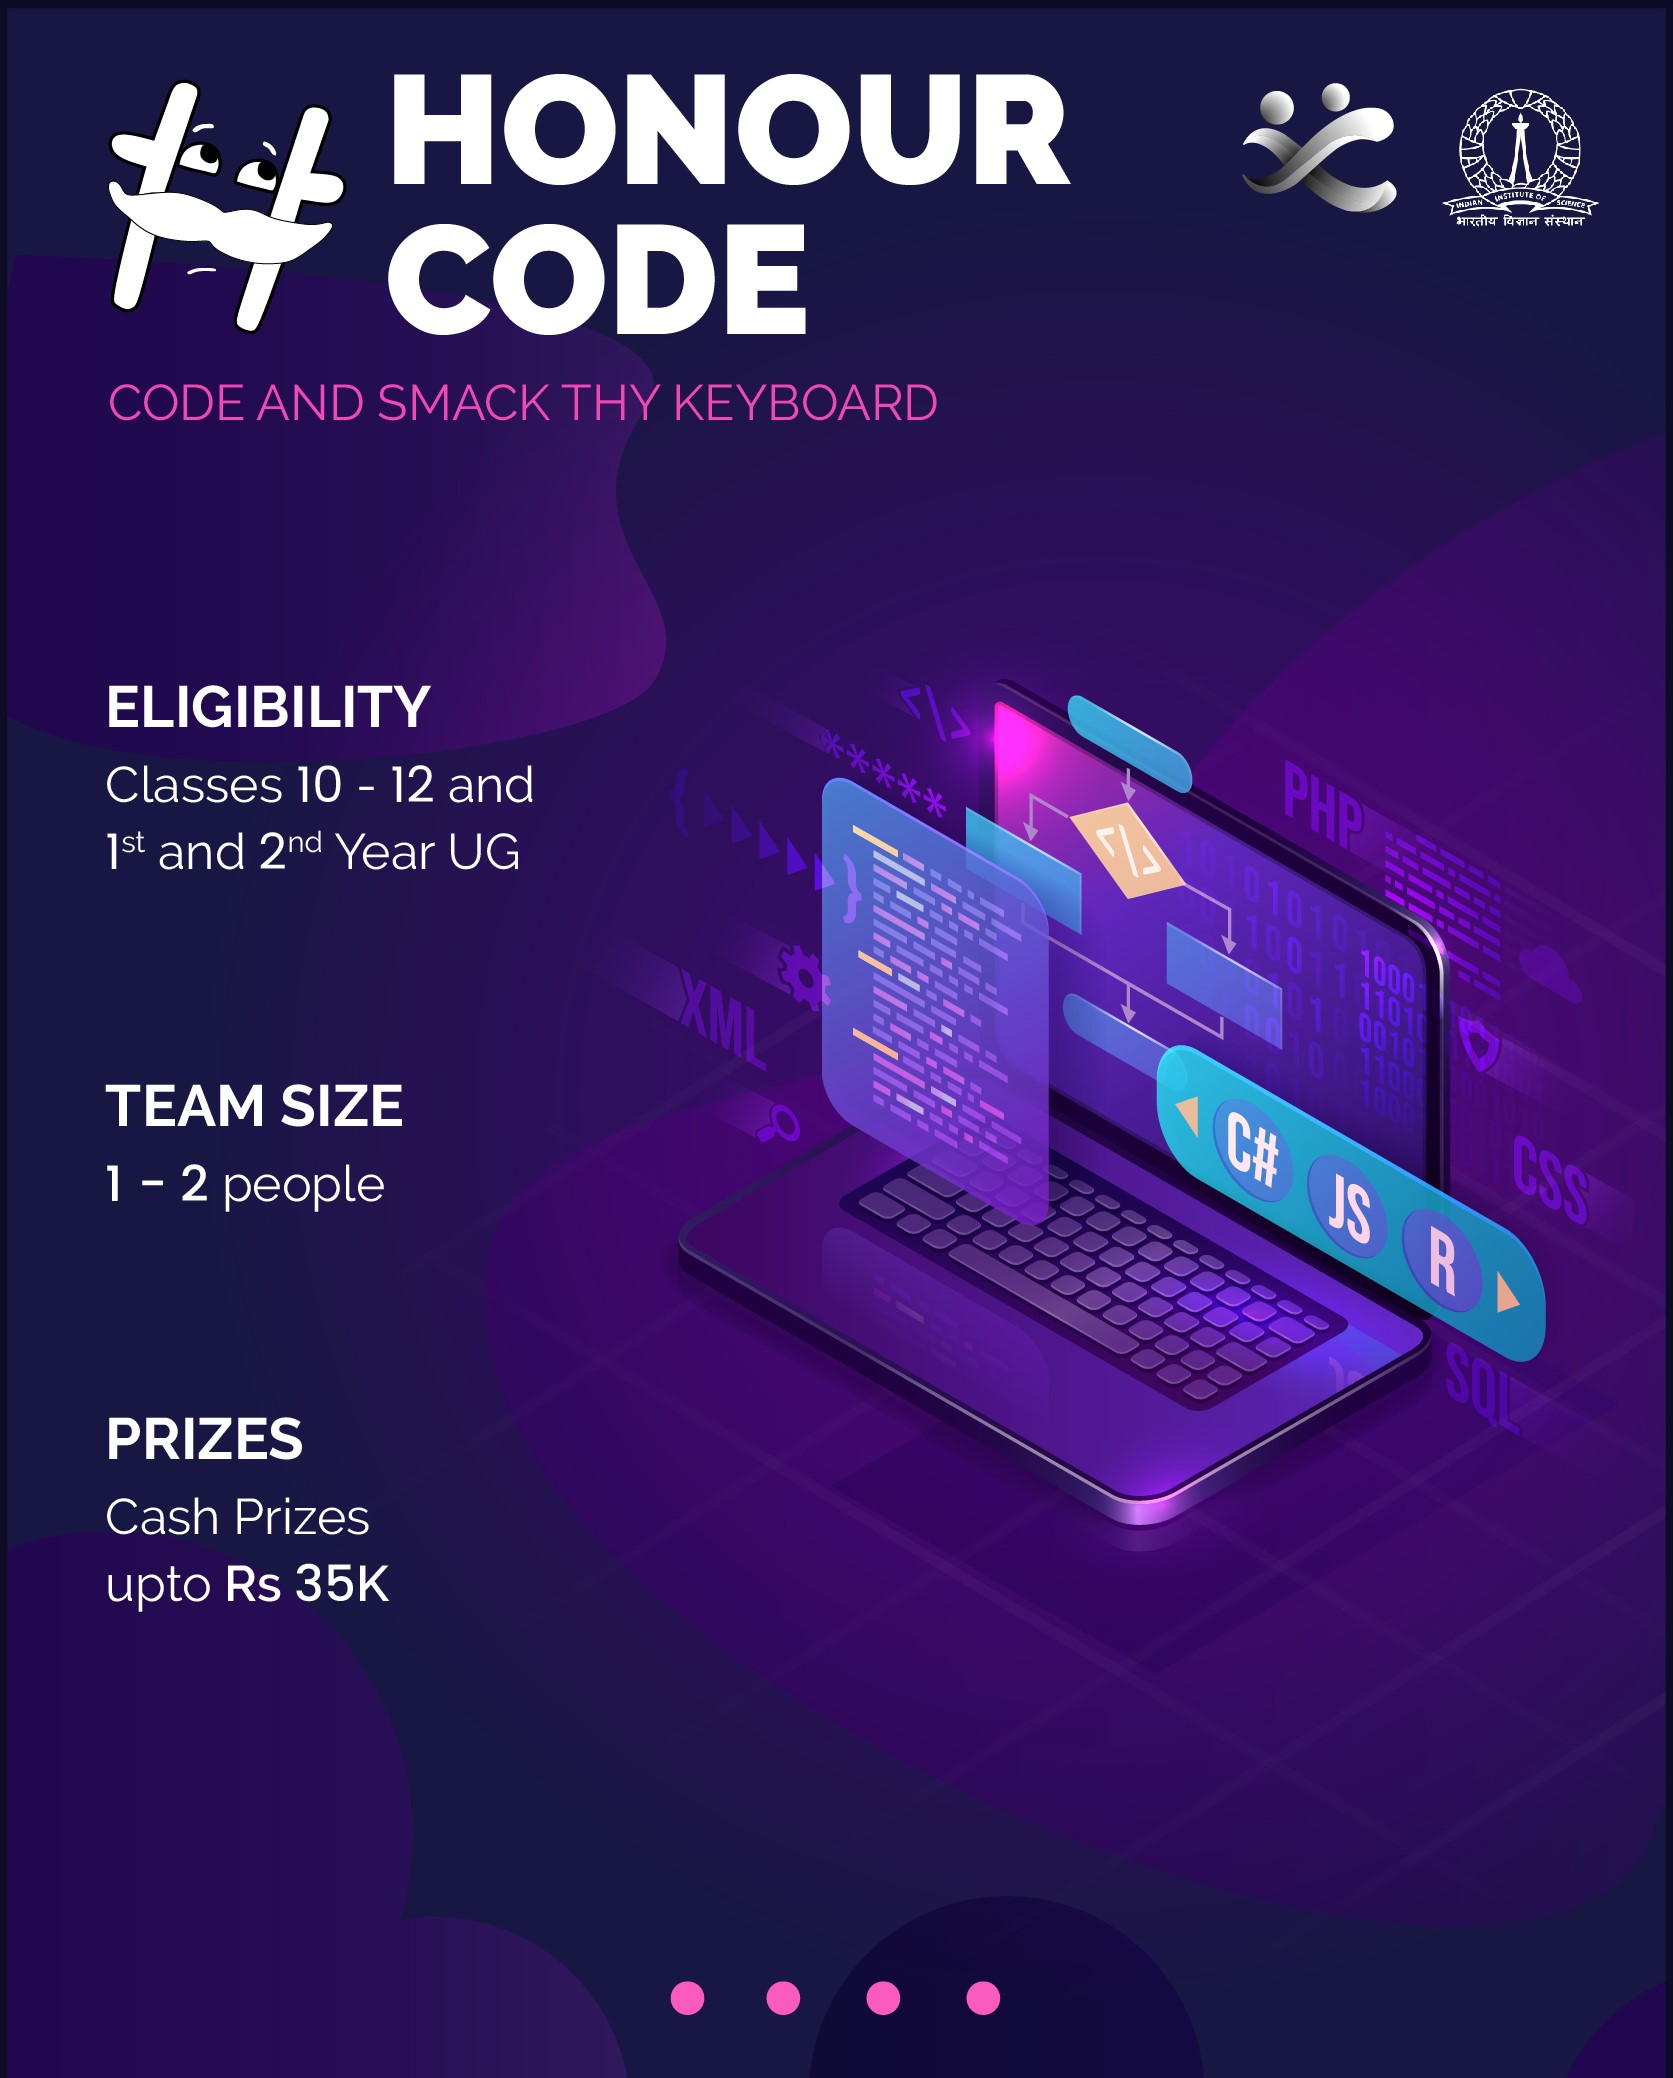 HONOUR
CODE
INDIAN INSTITUTE OF SCIENCE
भारतीय विज्ञान संस्थान
CODE AND SMACK THY KEYBOARD
ELIGIBILITY
Classes 10 - 12 and
1st and 2nd Year UG
TEAM SIZE
1 - 2 people
PRIZES
Cash Prizes
upto Rs 35K
</>
*****
{
}
</>
PHP
XML
1000
C#
JS
R
CSS
SQL